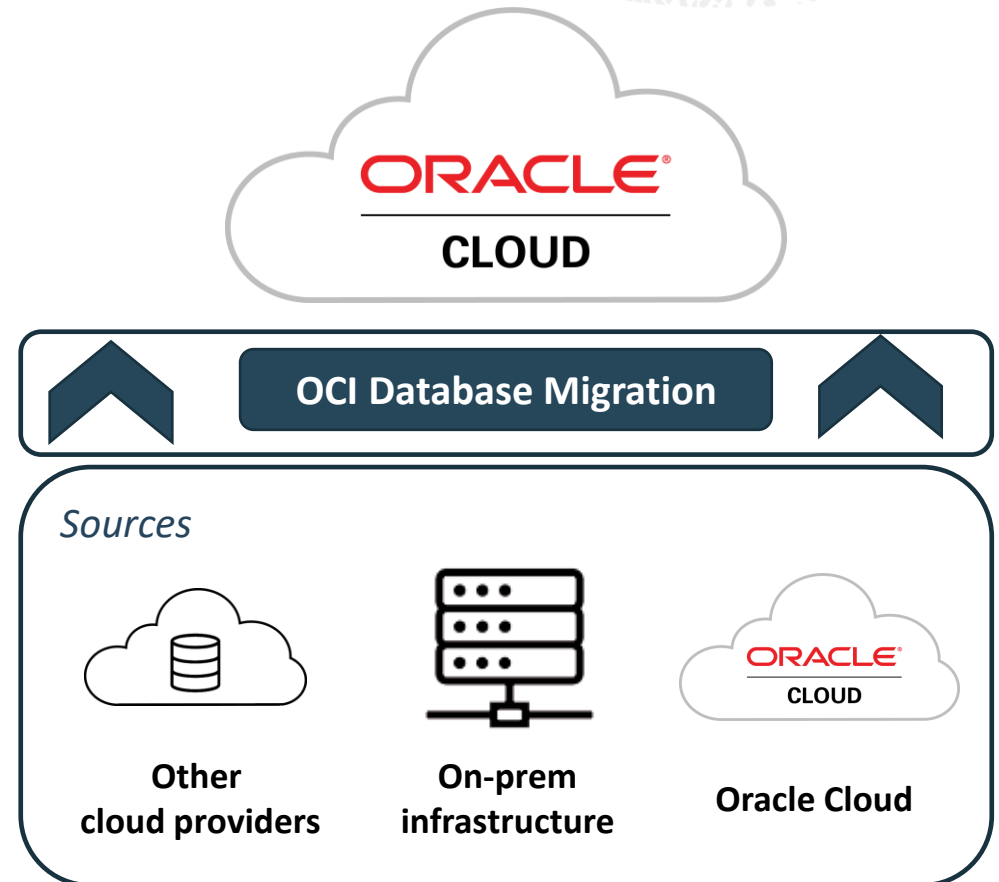 ORACLE®
CLOUD
OCI Database Migration
Sources
ORACLE®
CLOUD
Other
cloud providers
On-prem
infrastructure
Oracle Cloud